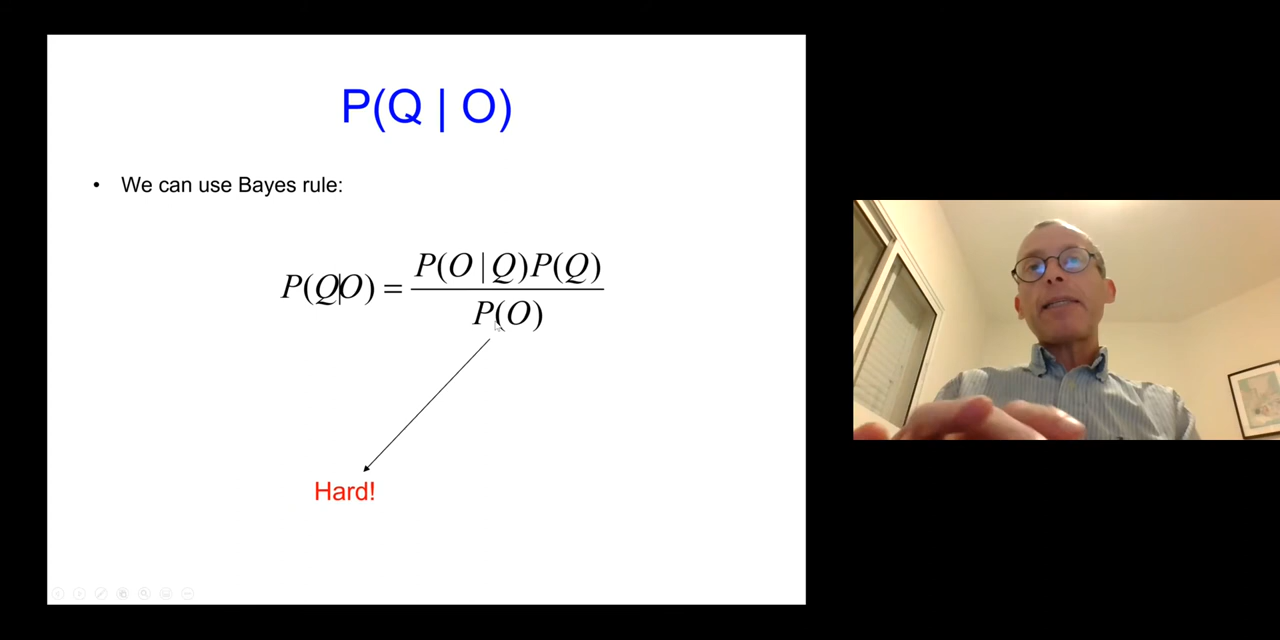 P(Q | O)
• We can use Bayes rule:
P(Q|O) = P(O | Q)P(Q) / P(O)
Hard!